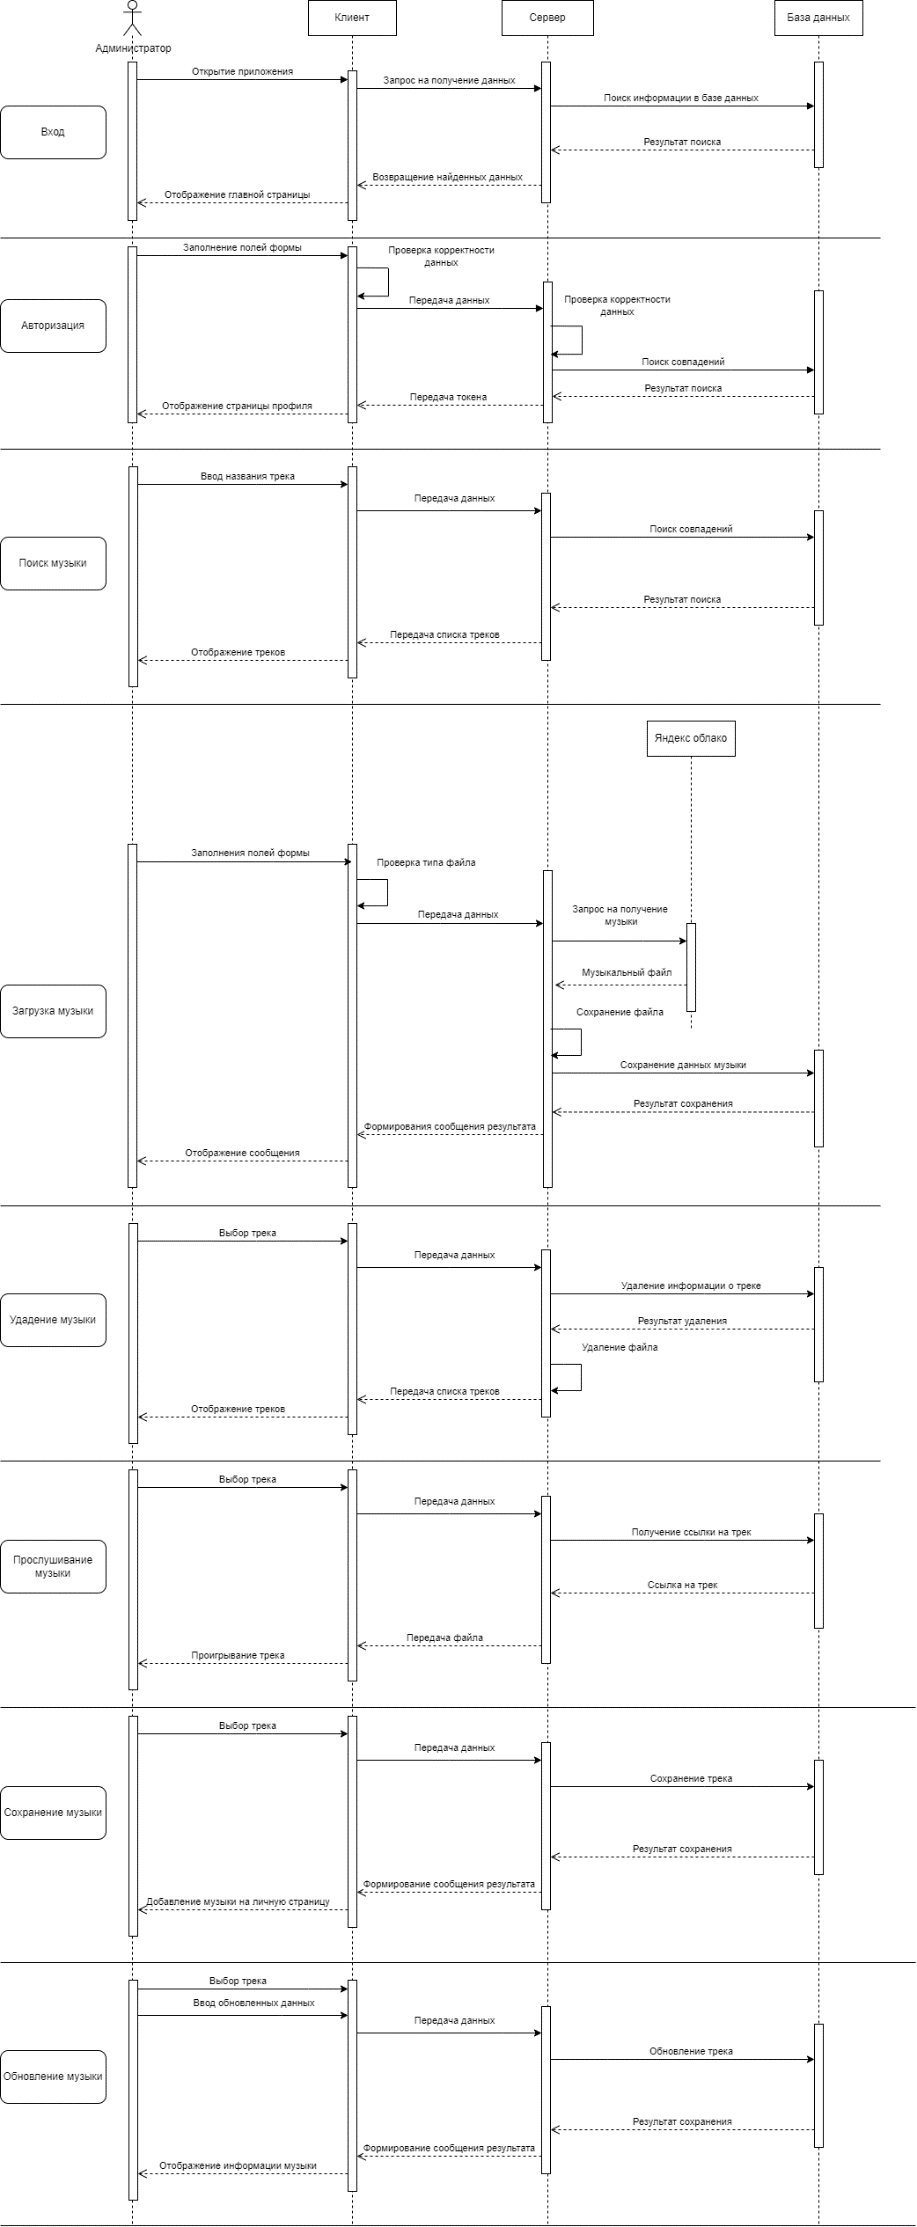 Клиент
Сервер
База данных
Администратор
Открытие приложения
Запрос на получение данных
Поиск информации в базе данных
Вход
Результат поиска
Возвращение найденных данных
Отображение главной страницы
Заполнение полей формы
Проверка корректности
данных
Передача данных
Проверка корректности
данных
Авторизация
Поиск совпадений
Результат поиска
Передача токена
Отображение страницы профиля
Ввод названия трека
Передача данных
Поиск совпадений
Поиск музыки
Результат поиска
Передача списка треков
Отображение треков
Яндекс облако
Заполнения полей формы
Проверка типа файла
Запрос на получение
музыки
Передача данных
Музыкальный файл
Загрузка музыки
Сохранение файла
Сохранение данных музыки
Результат сохранения
Формирования сообщения результата
Отображение сообщения
Выбор трека
Передача данных
Удаление информации о треке
Удадение музыки
Результат удаления
Удаление файла
Передача списка треков
Отображение треков
Выбор трека
Передача данных
Получение ссылки на трек
Прослушивание
музыки
Ссылка на трек
Передача файла
Проигрывание трека
Выбор трека
Передача данных
Сохранение трека
Сохранение музыки
Результат сохранения
Формирование сообщения результата
Добавление музыки на личную страницу
Выбор трека
Ввод обновленных данных
Передача данных
Обновление трека
Обновление музыки
Результат сохранения
Формирование сообщения результата
Отображение информации музыки